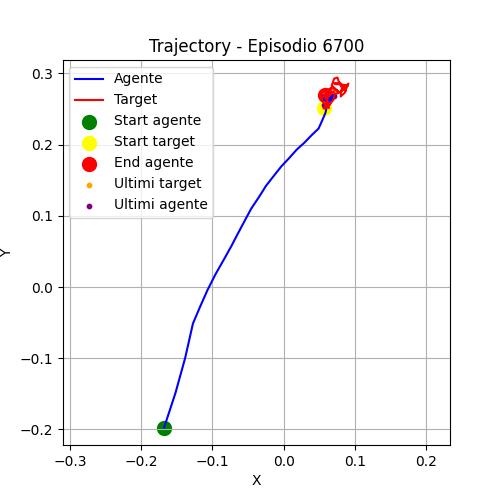 Trajectory - Episodio 6700
Agente
Target
Start agente
Start target
End agente
Ultimi target
Ultimi agente
Y
0.3
0.2
0.1
0.0
−0.1
−0.2
−0.3
−0.2
−0.1
0.0
0.1
0.2
X